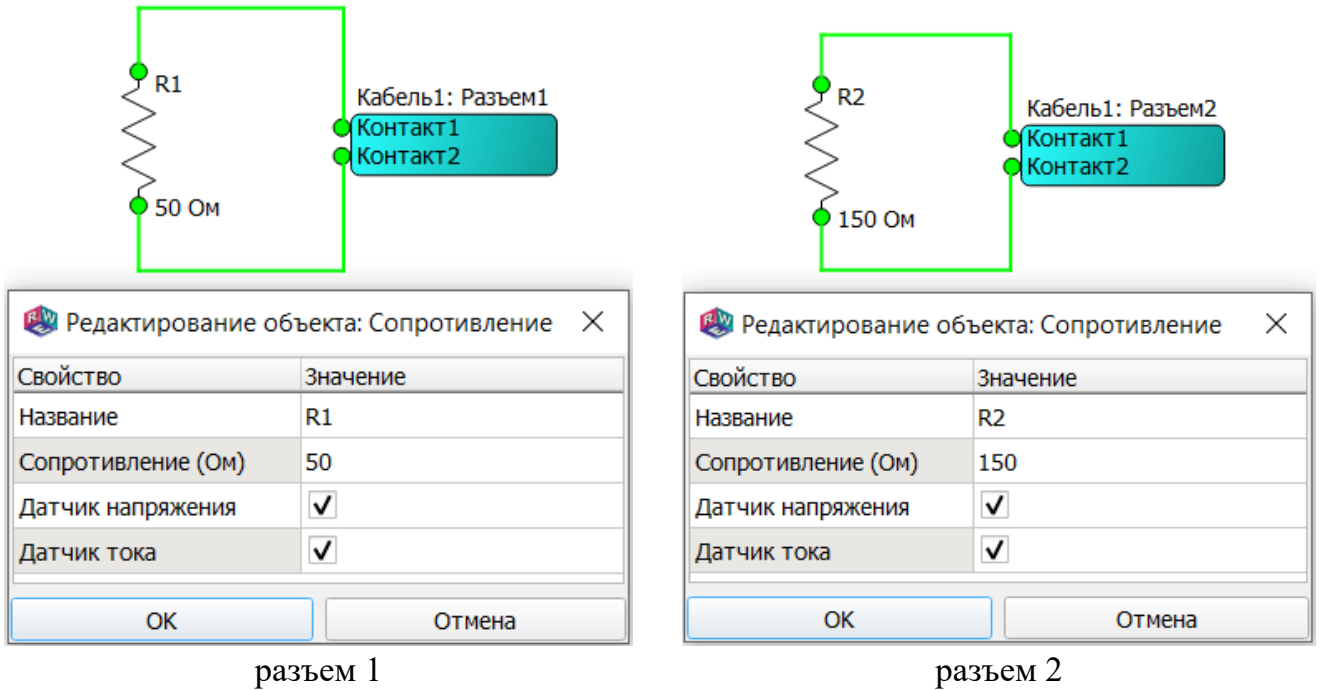 R1
Кабель1: Разъем1
Контакт1
Контакт2
50 Ом
R2
Кабель1: Разъем2
Контакт1
Контакт2
150 Ом
RW Редактирование объекта: Сопротивление
Свойство Значение
Название R1
Сопротивление (Ом) 50
Датчик напряжения
Датчик тока
OK Отмена
разъем 1
RW Редактирование объекта: Сопротивление
Свойство Значение
Название R2
Сопротивление (Ом) 150
Датчик напряжения
Датчик тока
OK Отмена
разъем 2